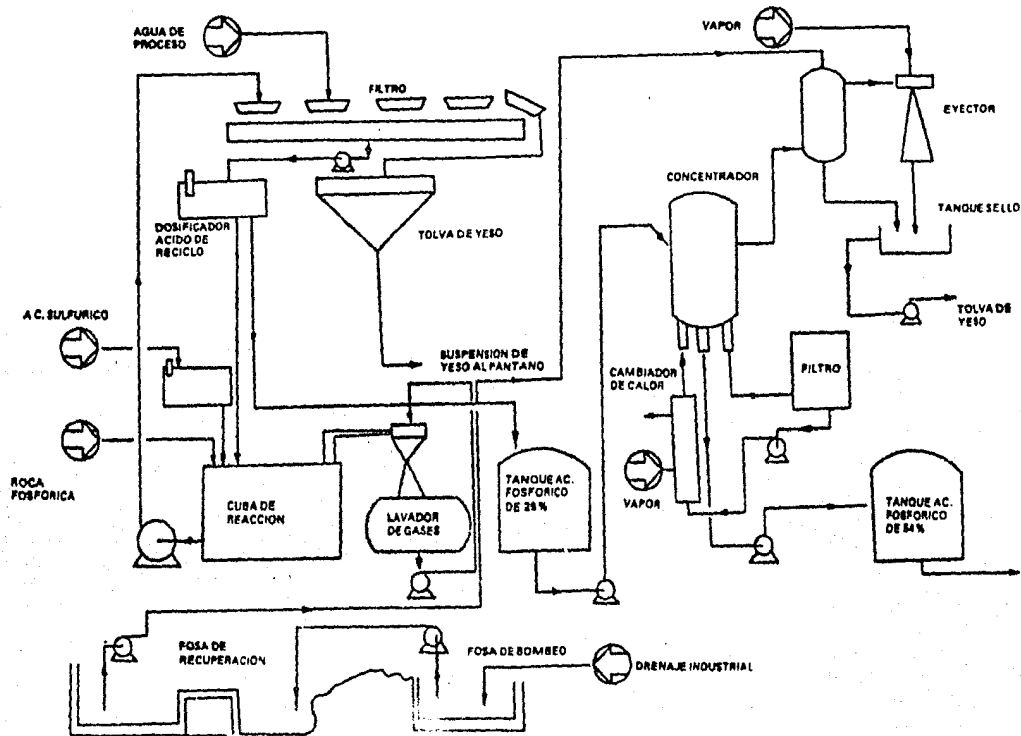 AGUA DE
PROCESO
FILTRO
DOSIFICADOR
ACIDO DE
RECICLO
TOLVA DE YESO
AC. SULFURICO
SUSPENSION DE
YESO AL PANTANO
ROCA
FOSFORICA
CUBA DE
REACCION
LAVADOR
DE GASES
TANQUE AC.
FOSFORICO
DE 29%
FOSA DE
RECUPERACION
FOSA DE BOMBEO
DRENAJE INDUSTRIAL
VAPOR
EYECTOR
CONCENTRADOR
TANQUE SELLO
TOLVA DE
YESO
CAMBIADOR
DE CALOR
FILTRO
VAPOR
TANQUE AC.
FOSFORICO
DE 54%